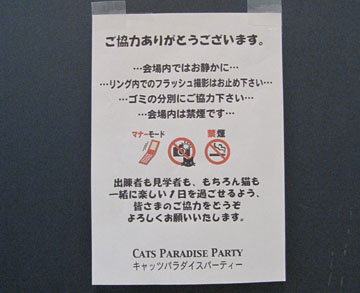 ご協力ありがとうございます。
…会場内ではお静かに…
…リング内でのフラッシュ撮影はお止め下さい…
…ゴミの分別にご協力下さい…
…会場内は禁煙です…
マナーモード 禁煙
出陳者も見学者も、もちろん猫も
一緒に楽しい1日を過ごせるよう、
皆さまのご協力をとうぞ
よろしくお願いいたします。
CATS PARADISE PARTY
キャッツパラダイスパーティー